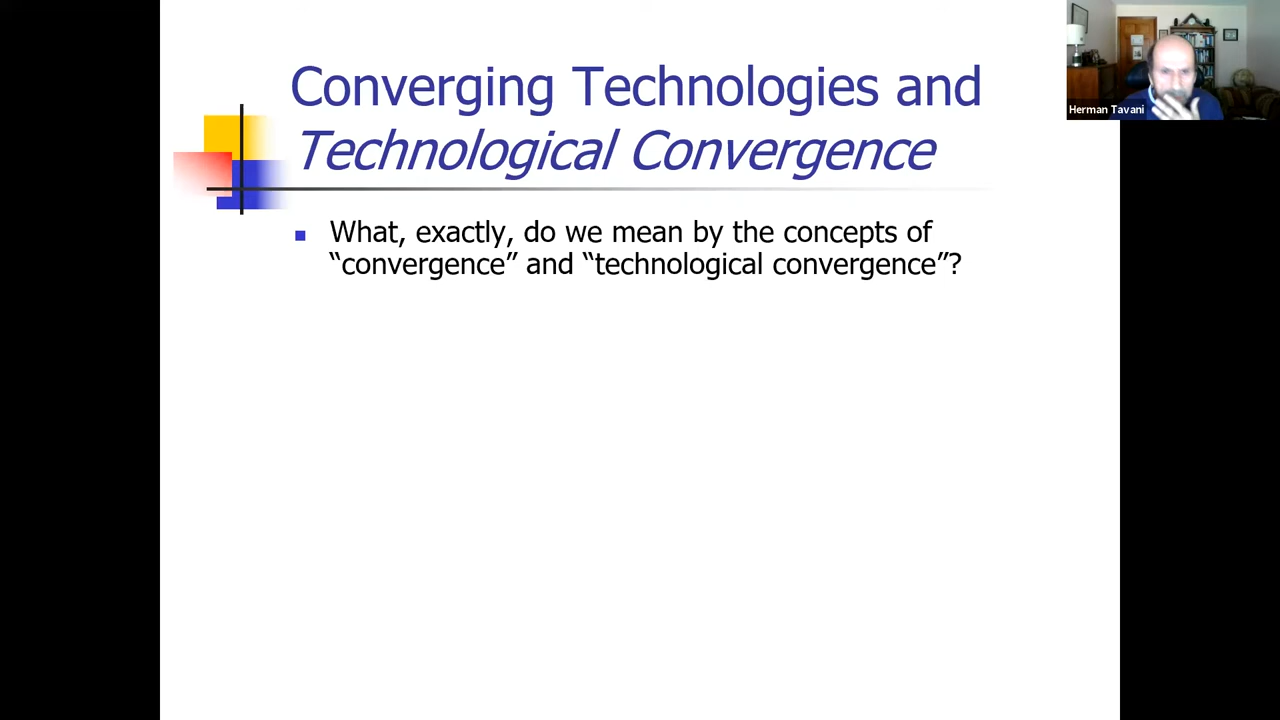 Converging Technologies and
Technological Convergence
What, exactly, do we mean by the concepts of
“convergence” and “technological convergence”?
Herman Tavani